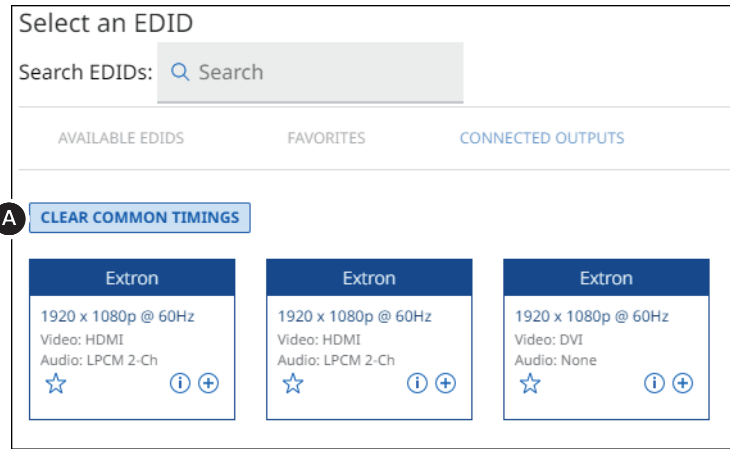 Select an EDID
Search EDIDs: Search
AVAILABLE EDIDS FAVORITES CONNECTED OUTPUTS
A CLEAR COMMON TIMINGS
Extron Extron Extron
1920 x 1080p @ 60Hz 1920 x 1080p @ 60Hz 1920 x 1080p @ 60Hz
Video: HDMI Video: HDMI Video: DVI
Audio: LPCM 2-Ch Audio: LPCM 2-Ch Audio: None